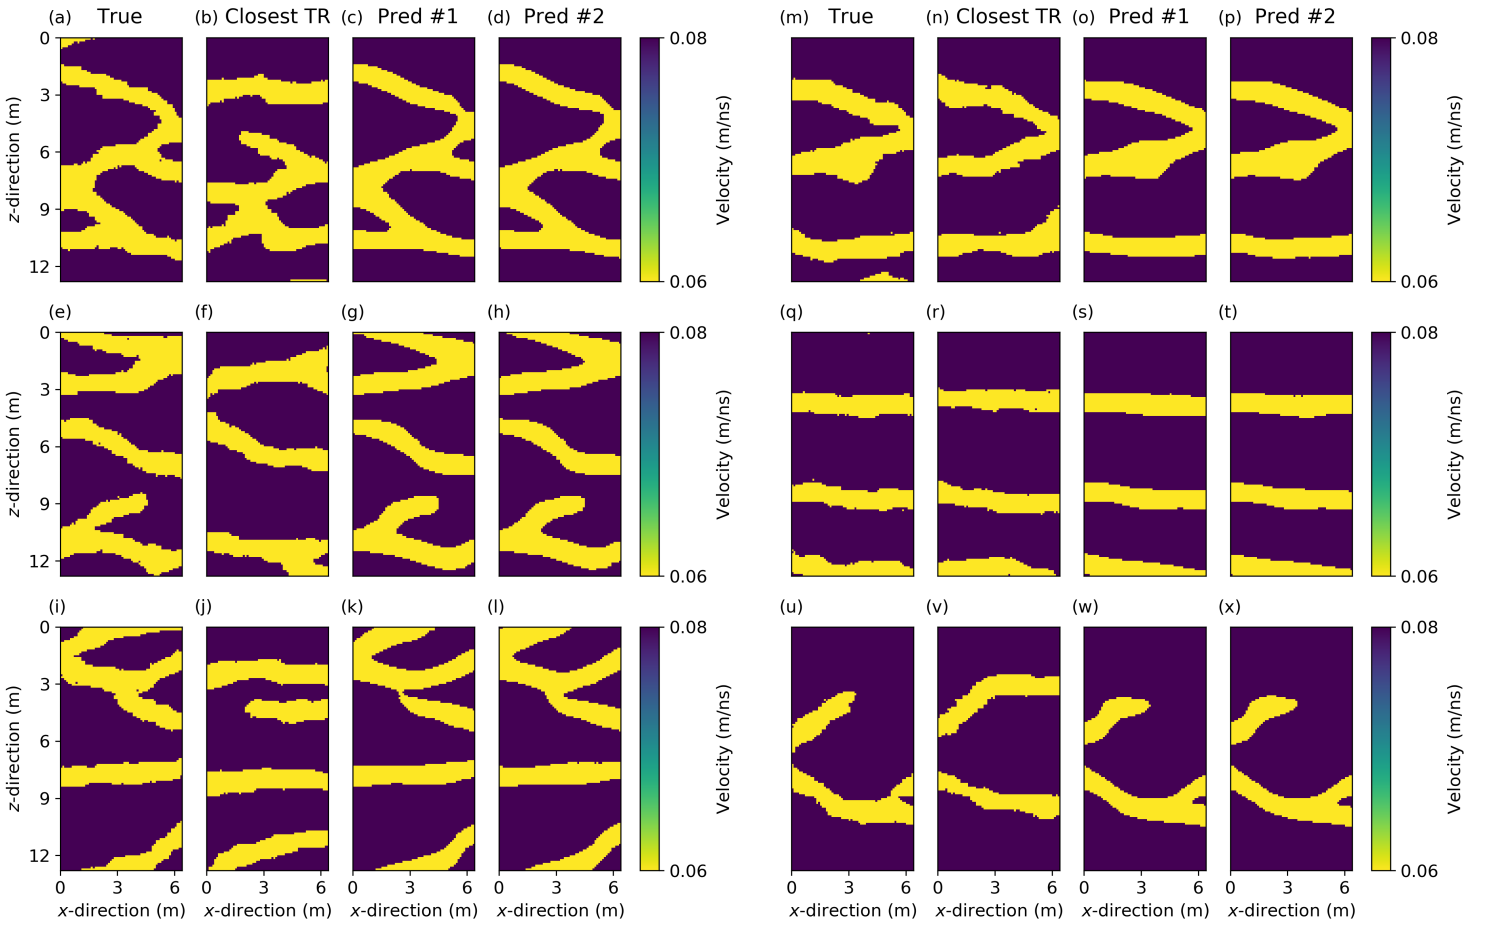 (a) True (b) Closest TR (c) Pred #1 (d) Pred #2 (m) True (n) Closest TR (o) Pred #1 (p) Pred #2
0 0.08 0.08
3
6
9
12 0.06 0.06
z-direction (m) Velocity (m/ns) Velocity (m/ns)
(e) (f) (g) (h) (q) (r) (s) (t)
0 0.08 0.08
3
6
9
12 0.06 0.06
z-direction (m) Velocity (m/ns) Velocity (m/ns)
(i) (j) (k) (l) (u) (v) (w) (x)
0 0.08 0.08
3
6
9
12 0.06 0.06
z-direction (m) Velocity (m/ns) Velocity (m/ns)
0 3 6 0 3 6 0 3 6 0 3 6 0 3 6 0 3 6 0 3 6 0 3 6
x-direction (m) x-direction (m) x-direction (m) x-direction (m) x-direction (m) x-direction (m) x-direction (m) x-direction (m)